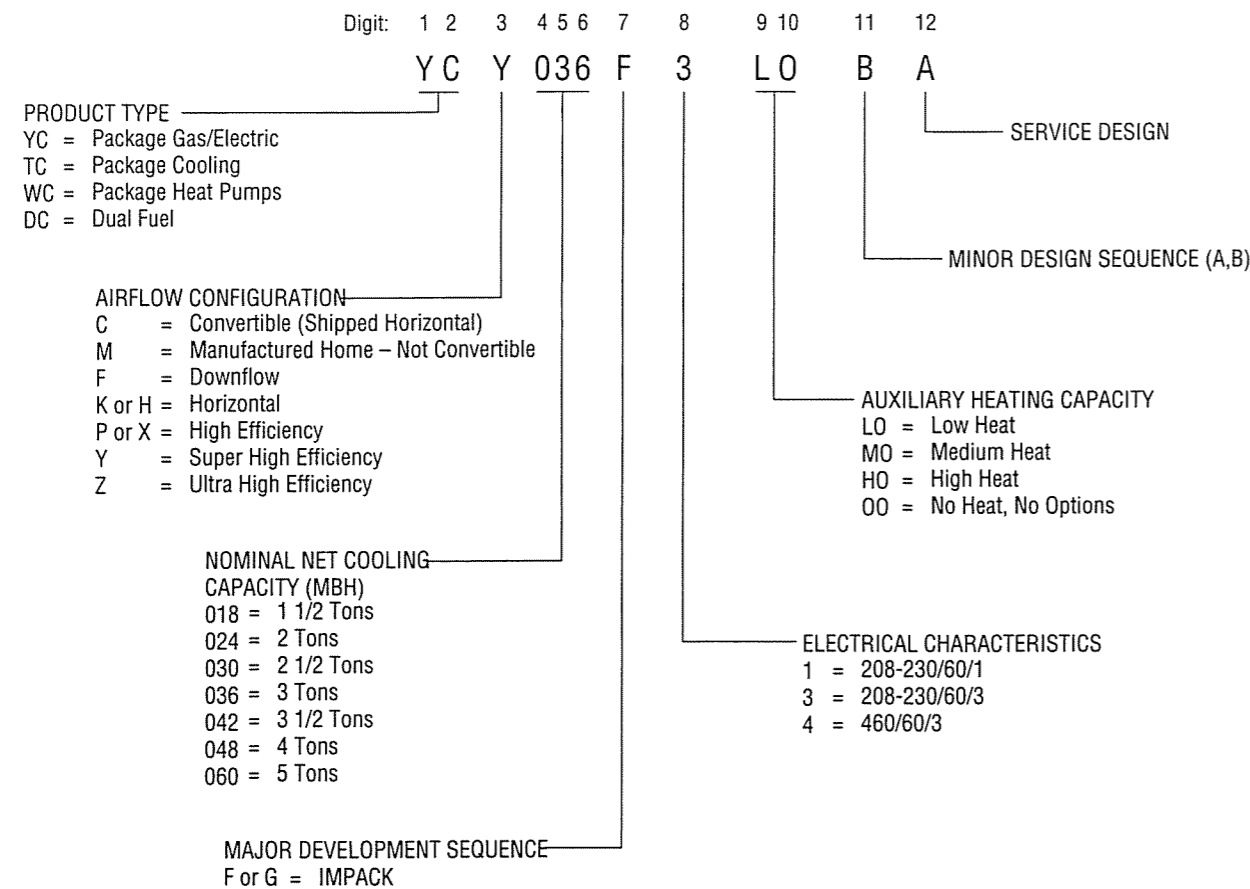 Digit: 1 2 3 4 5 6 7 8 9 10 11 12
Y C Y 036 F 3 L 0 B A
PRODUCT TYPE
YC = Package Gas/Electric
TC = Package Cooling
WC = Package Heat Pumps
DC = Dual Fuel
SERVICE DESIGN
MINOR DESIGN SEQUENCE (A,B)
AIRFLOW CONFIGURATION
C = Convertible (Shipped Horizontal)
M = Manufactured Home – Not Convertible
F = Downflow
K or H = Horizontal
P or X = High Efficiency
Y = Super High Efficiency
Z = Ultra High Efficiency
AUXILIARY HEATING CAPACITY
L0 = Low Heat
M0 = Medium Heat
H0 = High Heat
00 = No Heat, No Options
NOMINAL NET COOLING
CAPACITY (MBH)
018 = 1 1/2 Tons
024 = 2 Tons
030 = 2 1/2 Tons
036 = 3 Tons
042 = 3 1/2 Tons
048 = 4 Tons
060 = 5 Tons
ELECTRICAL CHARACTERISTICS
1 = 208-230/60/1
3 = 208-230/60/3
4 = 460/60/3
MAJOR DEVELOPMENT SEQUENCE
F or G = IMPACK